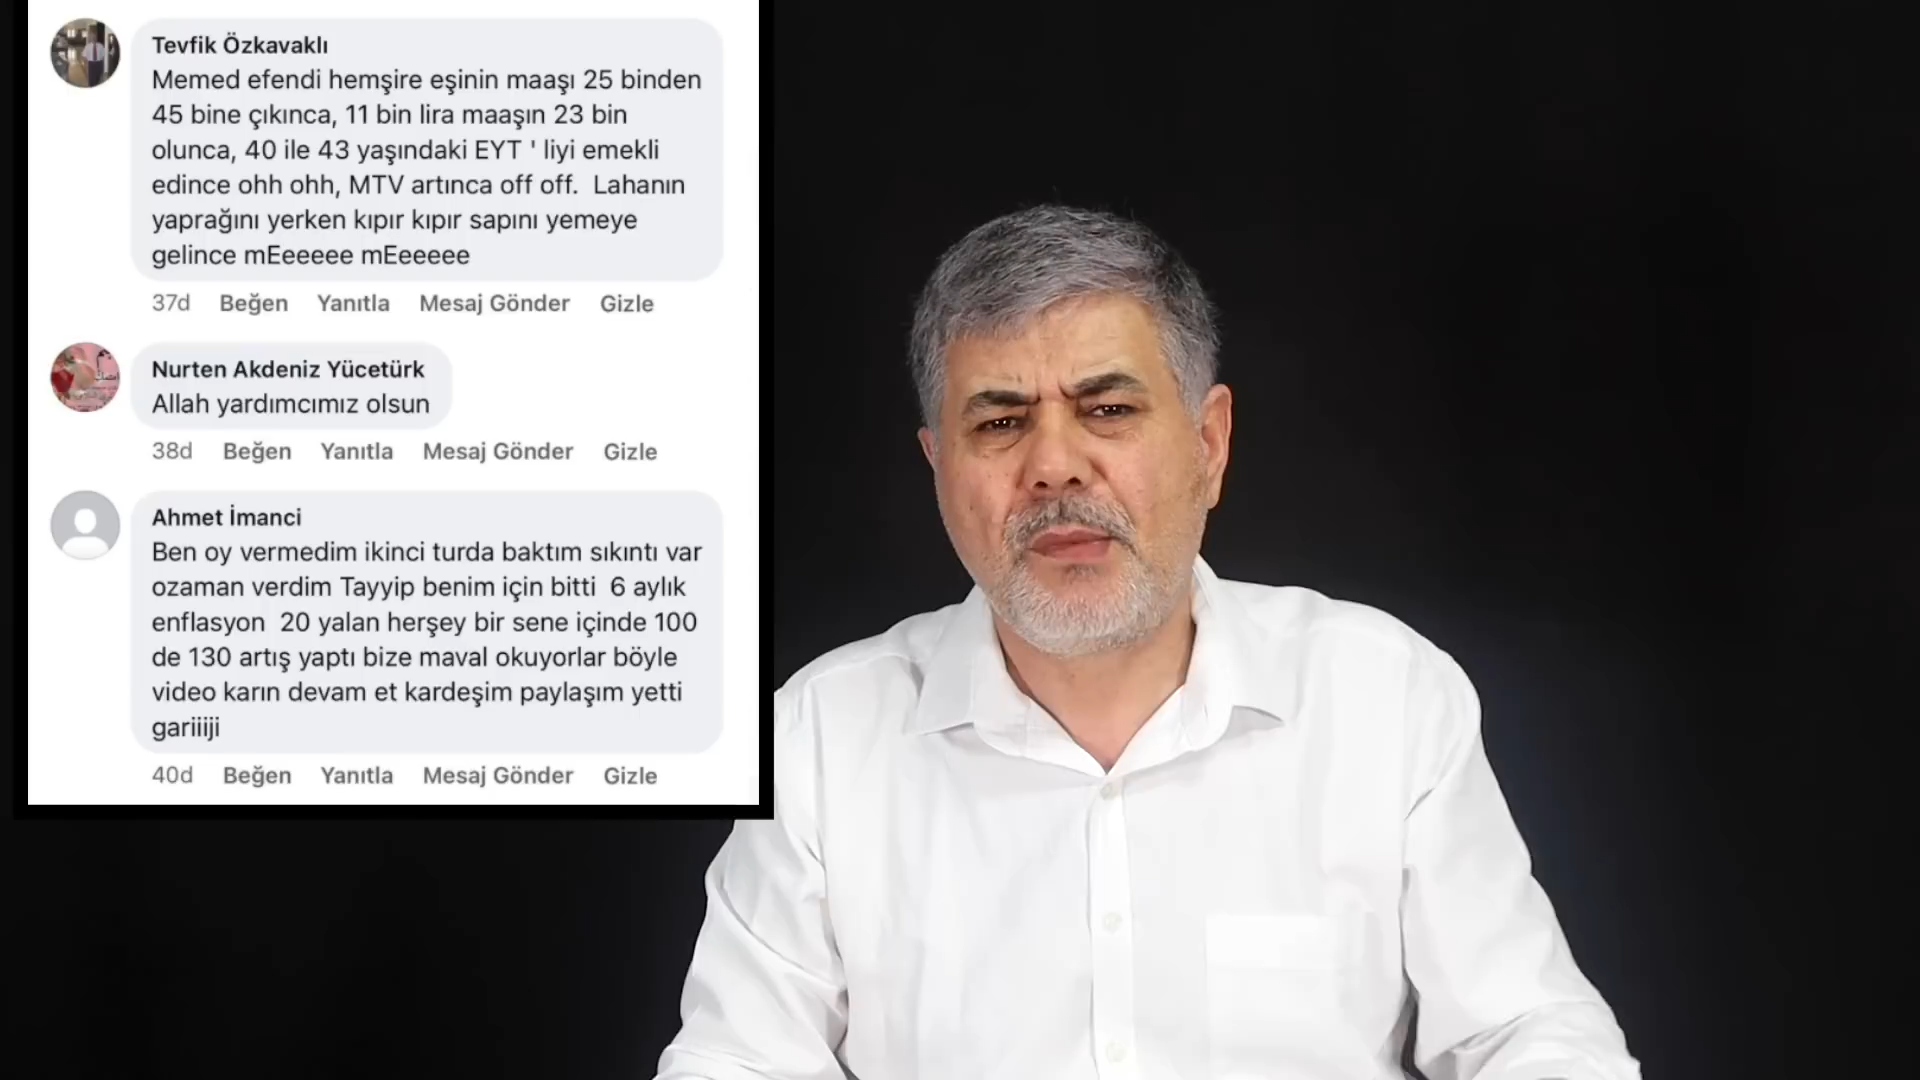 Tevfik Özkavaklı
Memed efendi hemşire eşinin maaşı 25 binden
45 bine çıkınca, 11 bin lira maaşın 23 bin
olunca, 40 ile 43 yaşındaki EYT ' liyi emekli
edince ohh ohh, MTV artınca off off.  Lahanın
yaprağını yerken kıpır kıpır sapını yemeye
gelince mEeeeee mEeeeee
37d Beğen Yanıtla Mesaj Gönder Gizle
Nurten Akdeniz Yücetürk
Allah yardımcımız olsun
38d Beğen Yanıtla Mesaj Gönder Gizle
Ahmet İmanci
Ben oy vermedim ikinci turda baktım sıkıntı var
ozaman verdim Tayyip benim için bitti  6 aylık
enflasyon  20 yalan herşey bir sene içinde 100
de 130 artış yaptı bize maval okuyorlar böyle
video karın devam et kardeşim paylaşım yetti
gariiiji
40d Beğen Yanıtla Mesaj Gönder Gizle